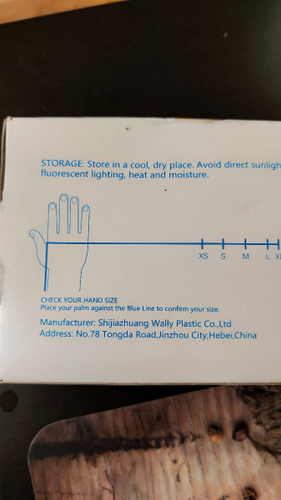 STORAGE: Store in a cool, dry place. Avoid direct sunligh
fluorescent lighting, heat and moisture.
XS S M L X
CHECK YOUR HAND SIZE
Place your palm against the Blue Line to confirm your size.
Manufacturer: Shijiazhuang Wally Plastic Co.,Ltd
Address: No.78 Tongda Road,Jinzhou City,Hebei,China